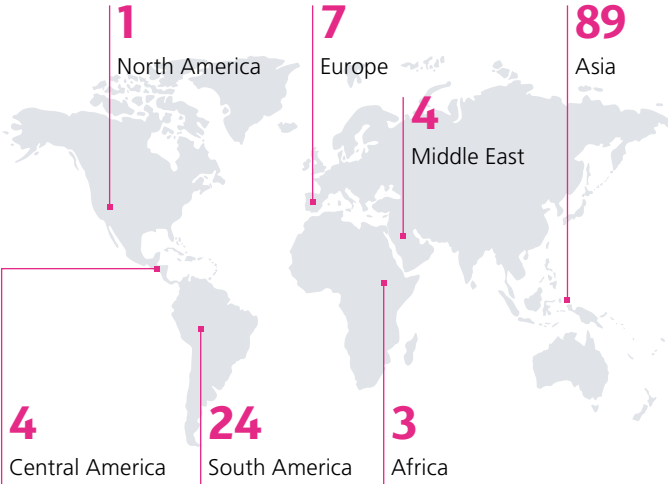 1
North America
7
Europe
89
Asia
4
Middle East
4
Central America
24
South America
3
Africa